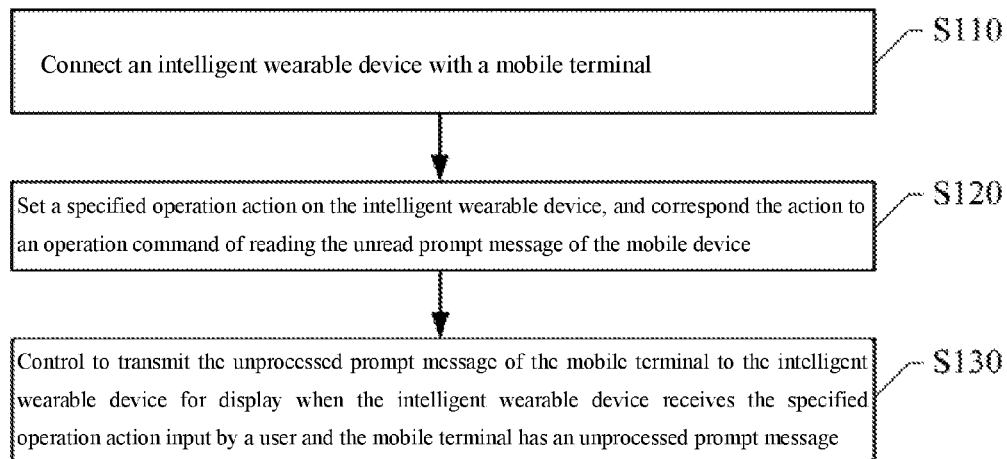 Connect an intelligent wearable device with a mobile terminal
S110
Set a specified operation action on the intelligent wearable device, and correspond the action to
an operation command of reading the unread prompt message of the mobile device
S120
Control to transmit the unprocessed prompt message of the mobile terminal to the intelligent
wearable device for display when the intelligent wearable device receives the specified
operation action input by a user and the mobile terminal has an unprocessed prompt message
S130